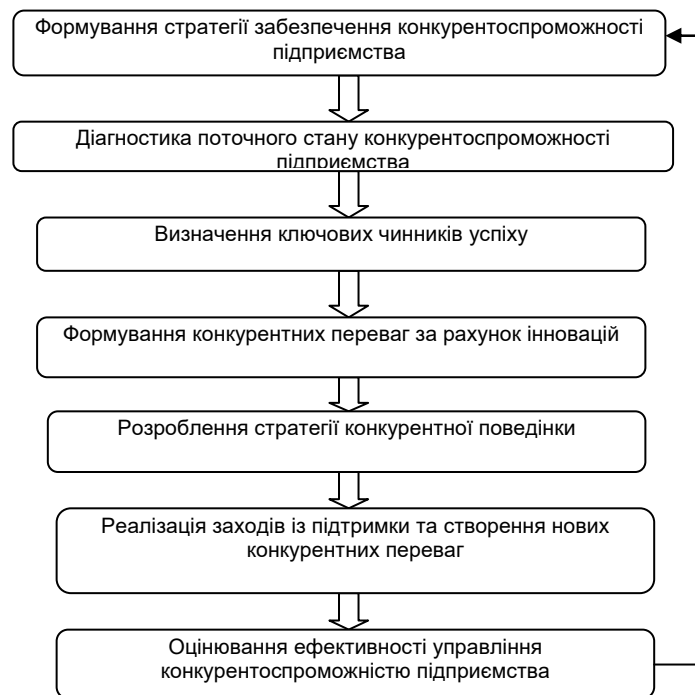 Формування стратегії забезпечення конкурентоспроможності
підприємства
Діагностика поточного стану конкурентоспроможності
підприємства
Визначення ключових чинників успіху
Формування конкурентних переваг за рахунок інновацій
Розроблення стратегії конкурентної поведінки
Реалізація заходів із підтримки та створення нових
конкурентних переваг
Оцінювання ефективності управління
конкурентоспроможністю підприємства